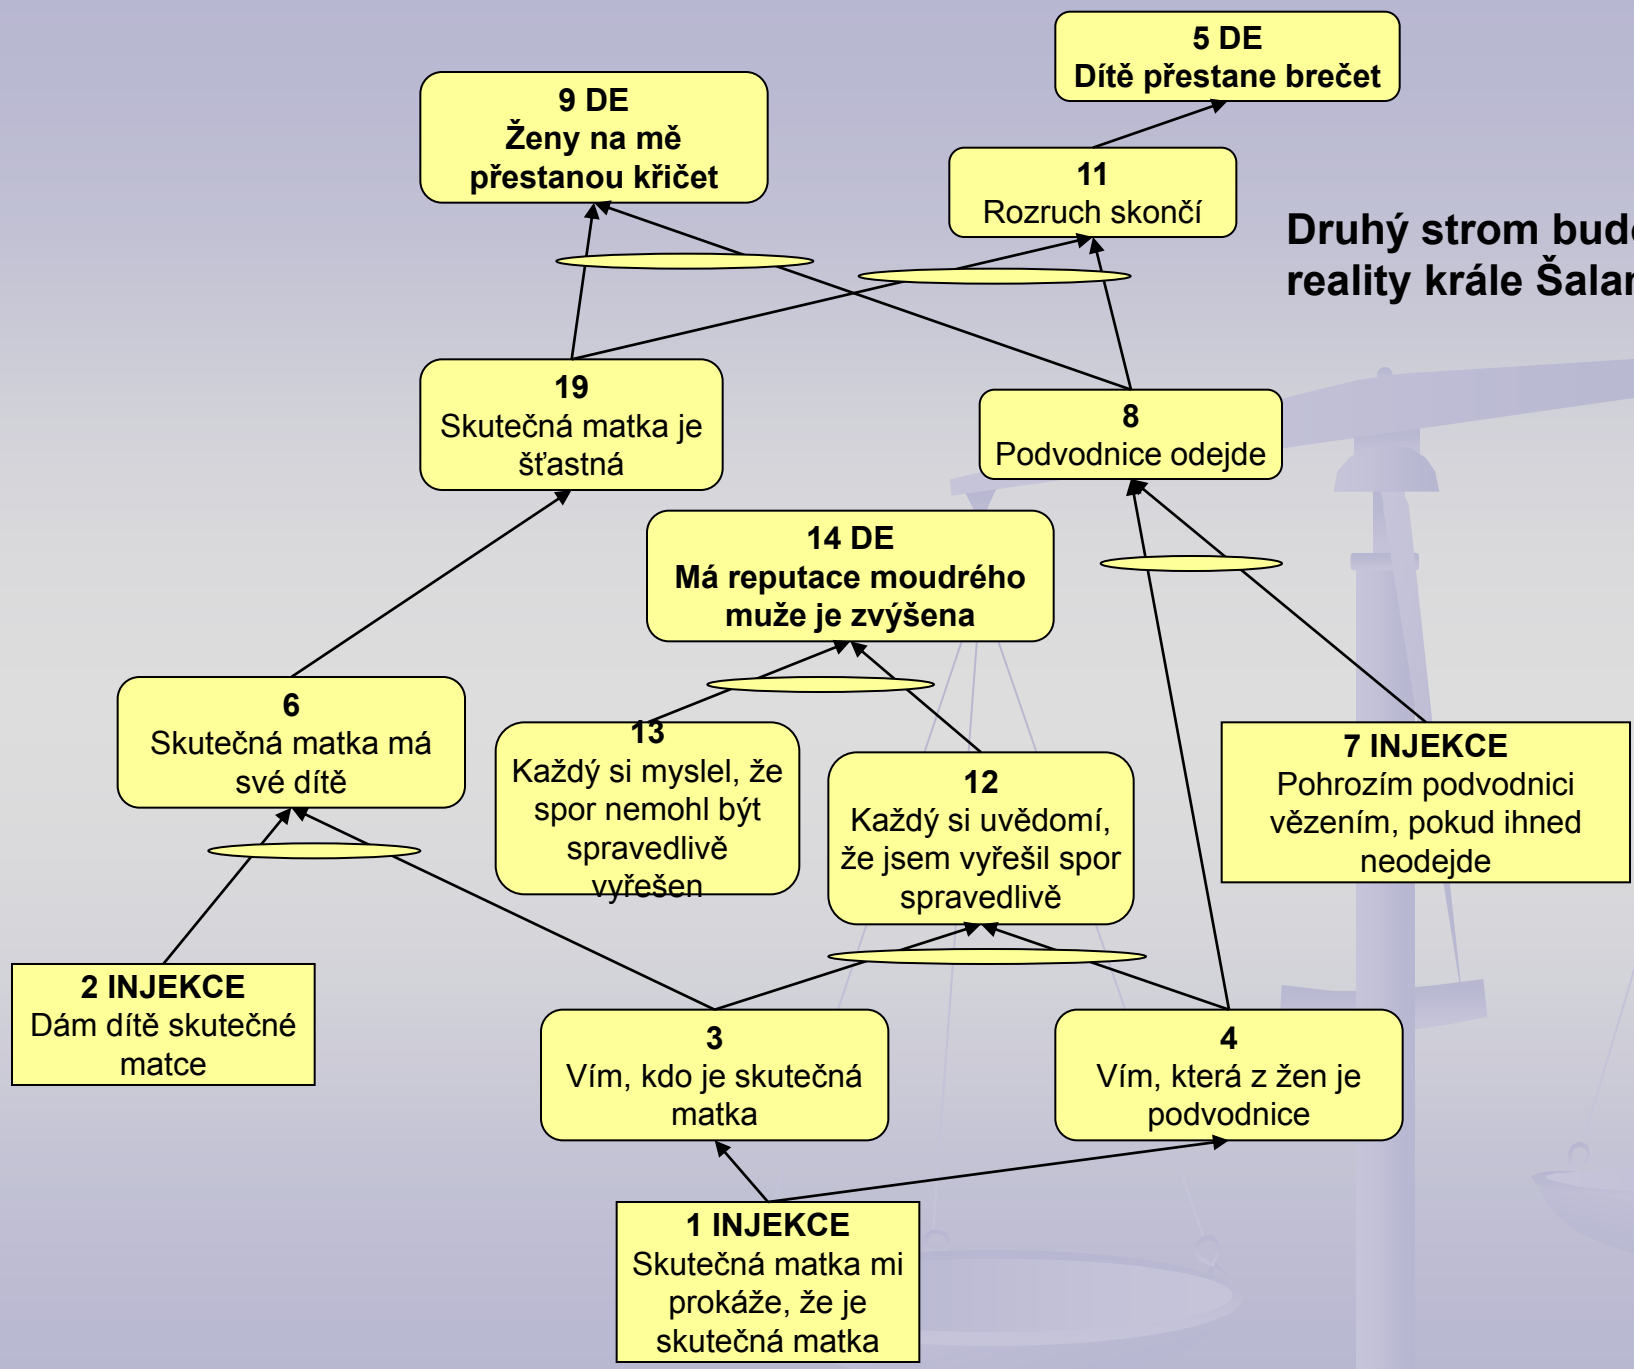 5 DE
Dítě přestane brečet
9 DE
Ženy na mě
přestanou křičet
11
Rozruch skončí
Druhý strom
reality krále
19
Skutečná matka je
šťastná
8
Podvodnice odejde
14 DE
Má reputace moudrého
muže je zvýšena
6
Skutečná matka má
své dítě
13
Každý si myslel, že
spor nemohl být
spravedlivě
vyřešen
12
Každý si uvědomí,
že jsem vyřešil spor
spravedlivě
7 INJEKCE
Pohrozím podvodnici
vězením, pokud ihned
neodejde
2 INJEKCE
Dám dítě skutečné
matce
3
Vím, kdo je skutečná
matka
4
Vím, která z žen je
podvodnice
1 INJEKCE
Skutečná matka mi
prokáže, že je
skutečná matka